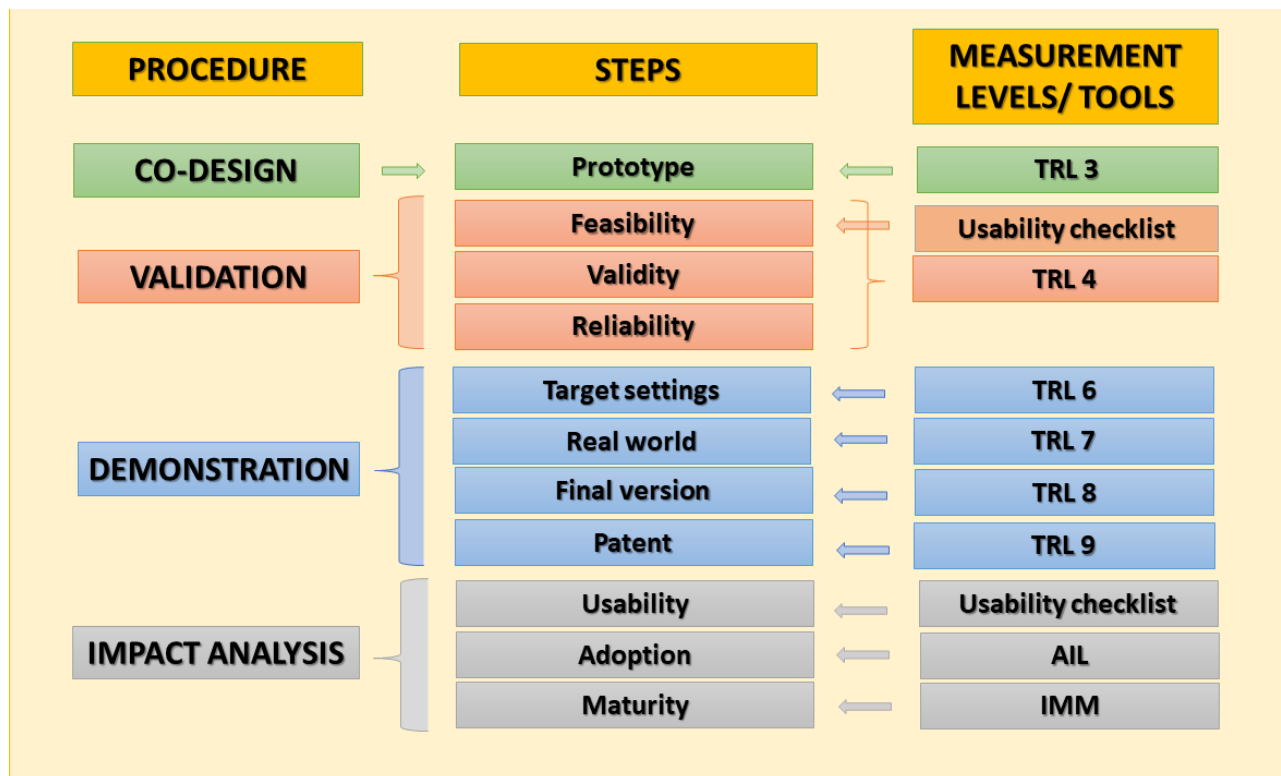 PROCEDURE
STEPS
MEASUREMENT
LEVELS/ TOOLS
CO-DESIGN
Prototype
TRL 3
VALIDATION
Feasibility
Usability checklist
Validity
TRL 4
Reliability
DEMONSTRATION
Target settings
TRL 6
Real world
TRL 7
Final version
TRL 8
Patent
TRL 9
IMPACT ANALYSIS
Usability
Usability checklist
Adoption
AIL
Maturity
IMM